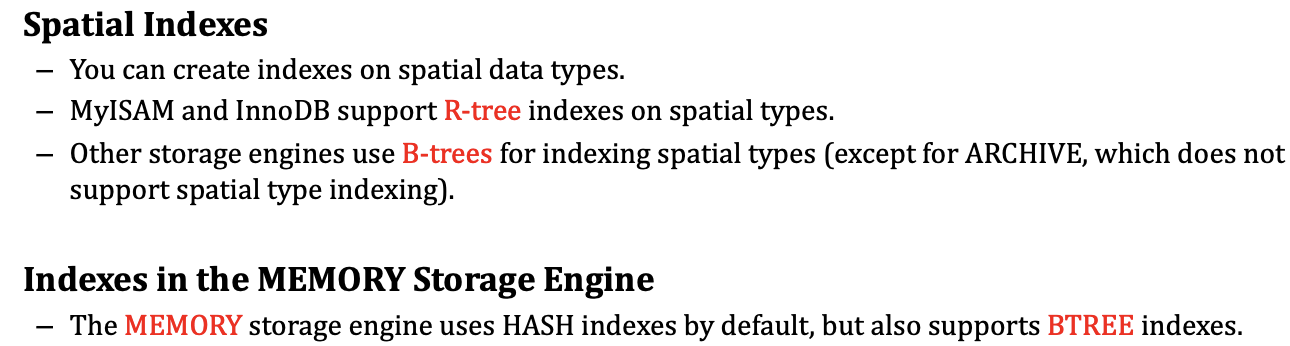 Spatial Indexes
– You can create indexes on spatial data types.
– MyISAM and InnoDB support R-tree indexes on spatial types.
– Other storage engines use B-trees for indexing spatial types (except for ARCHIVE, which does not
support spatial type indexing).
Indexes in the MEMORY Storage Engine
– The MEMORY storage engine uses HASH indexes by default, but also supports BTREE indexes.